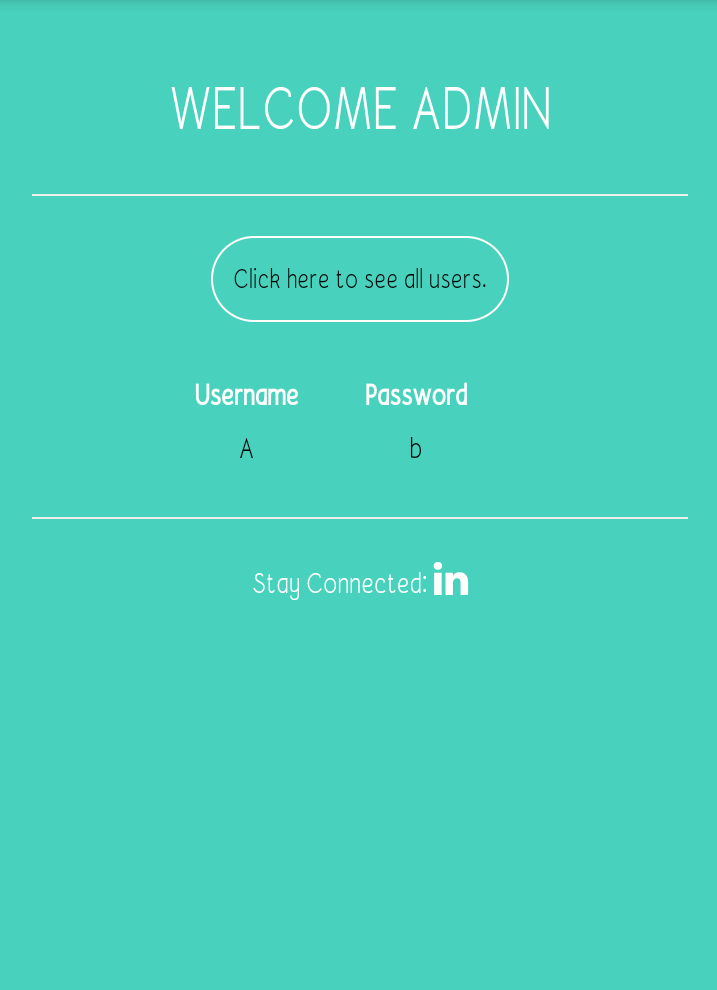 WELCOME ADMIN
Click here to see all users.
Username Password
A b
Stay Connected: in